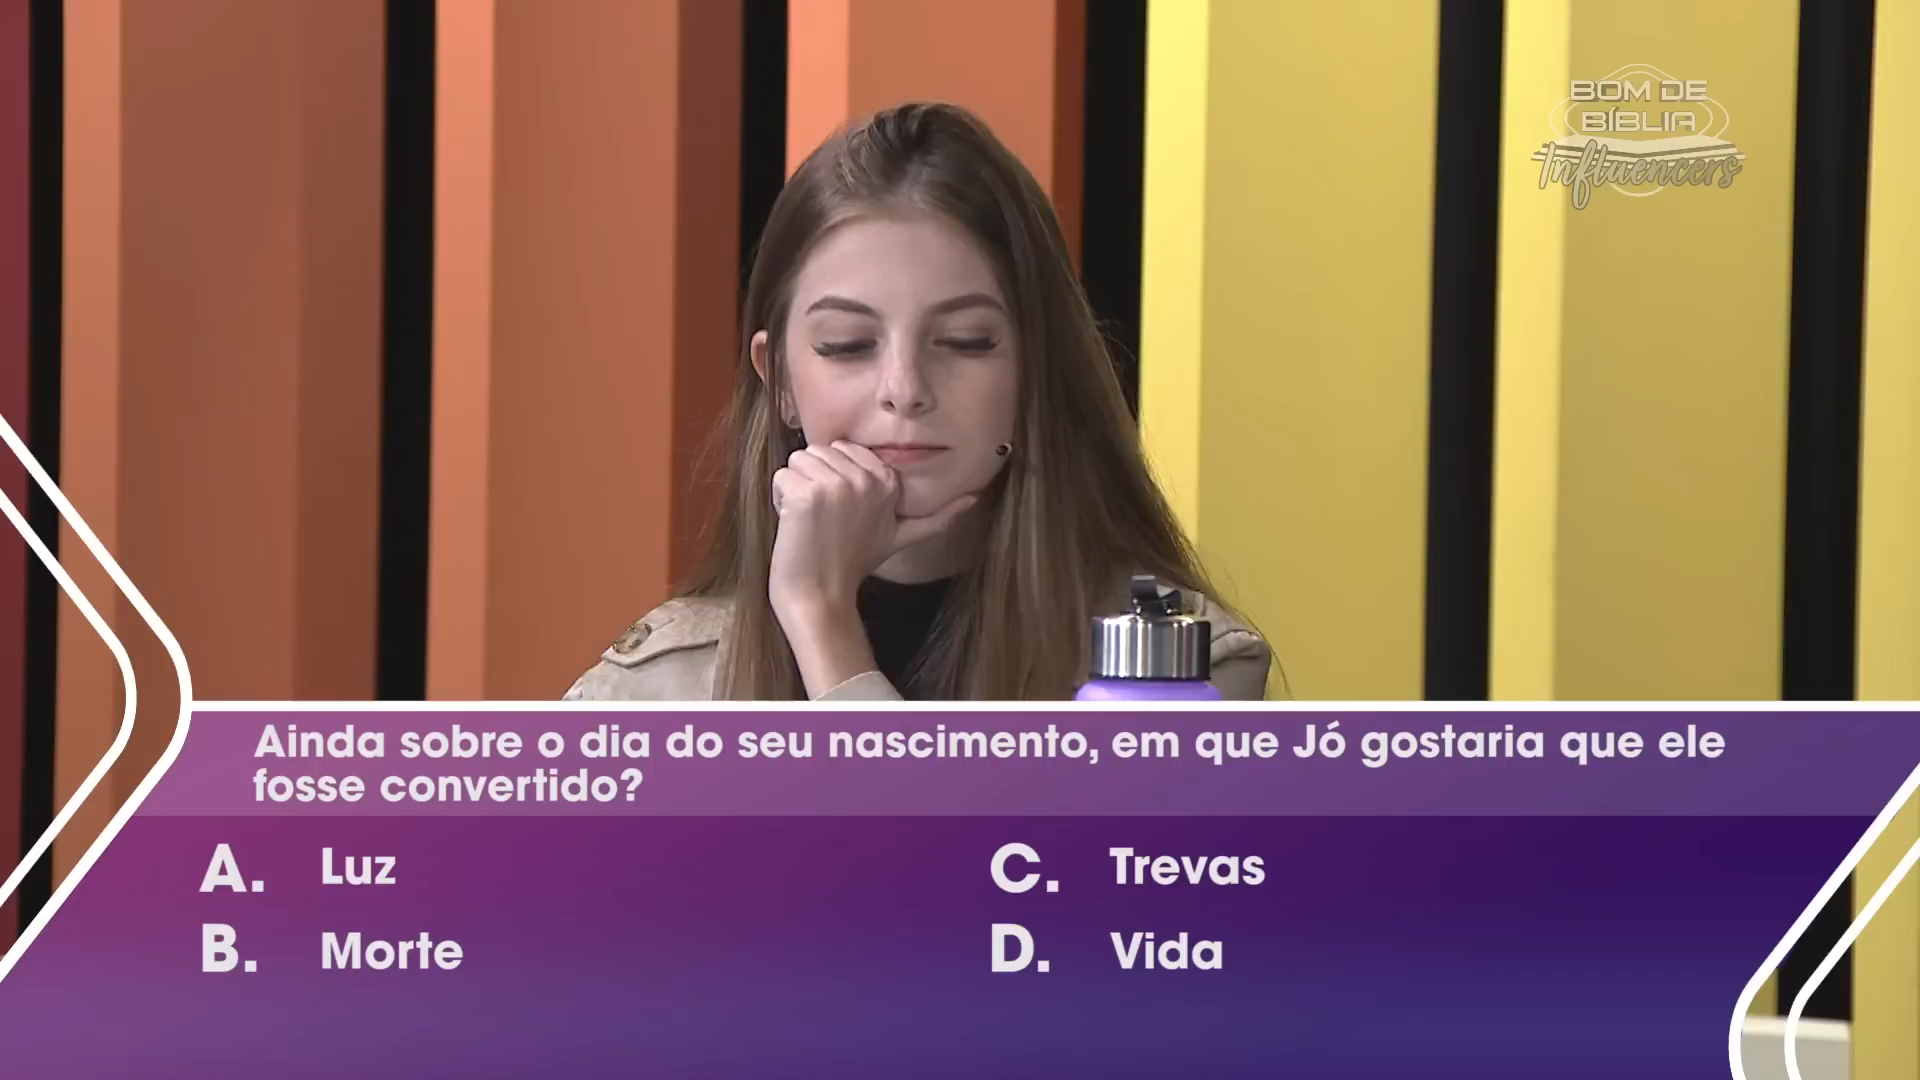 BOM DE
BÍBLIA
Influencers
Ainda sobre o dia do seu nascimento, em que Jó gostaria que ele
fosse convertido?
A. Luz
C. Trevas
B. Morte
D. Vida